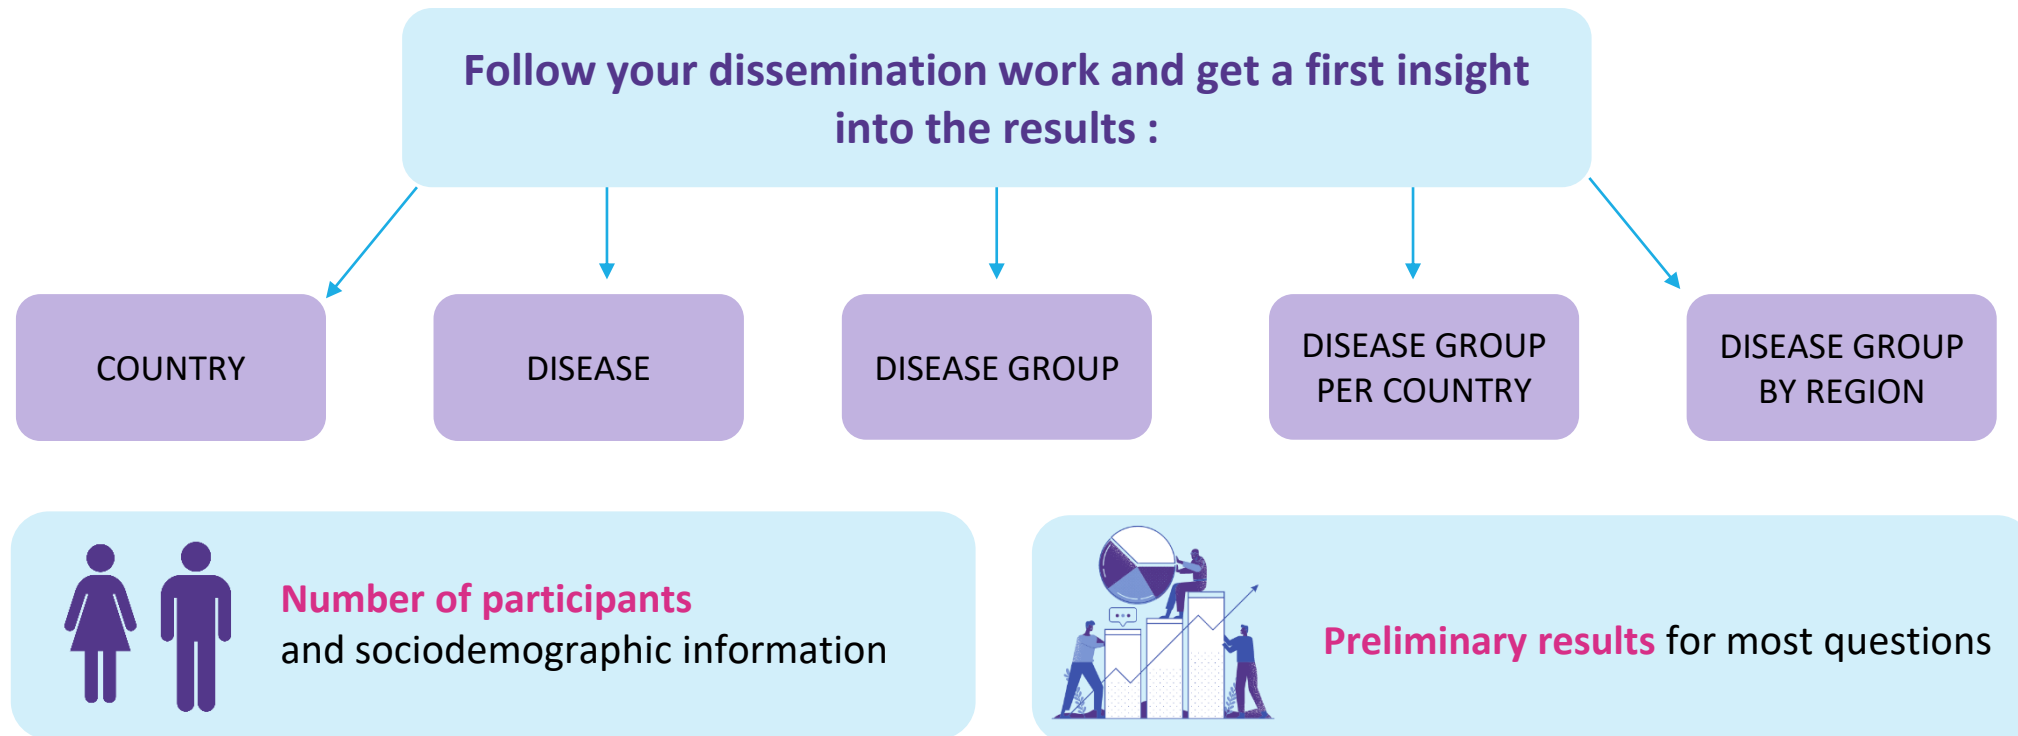 Follow your dissemination work and get a first insight
into the results :
COUNTRY
DISEASE
DISEASE GROUP
DISEASE GROUP
PER COUNTRY
DISEASE GROUP
BY REGION
Number of participants
and sociodemographic information
Preliminary results for most questions